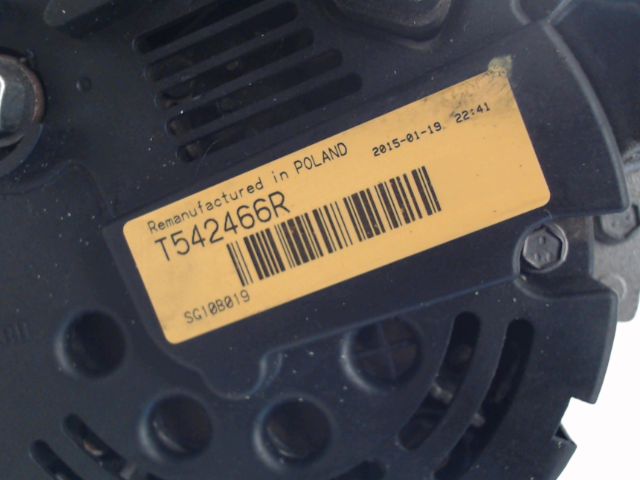 Remanufactured in POLAND 2015-01-19 22:41
T542466R
SG10B019